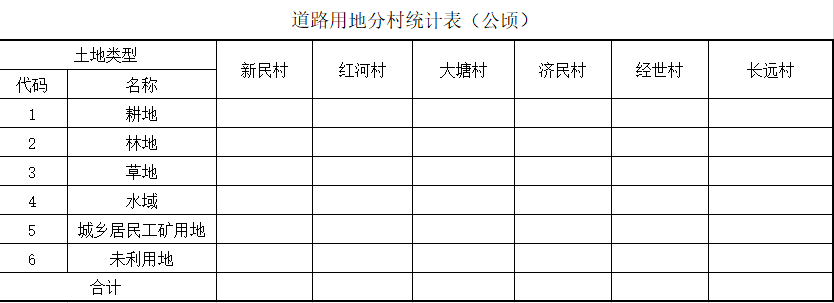 道路用地分村统计表（公顷）
土地类型 新民村 红河村 大塘村 济民村 经世村 长远村
代码 名称
1 耕地
2 林地
3 草地
4 水域
5 城乡居民工矿用地
6 未利用地
合计